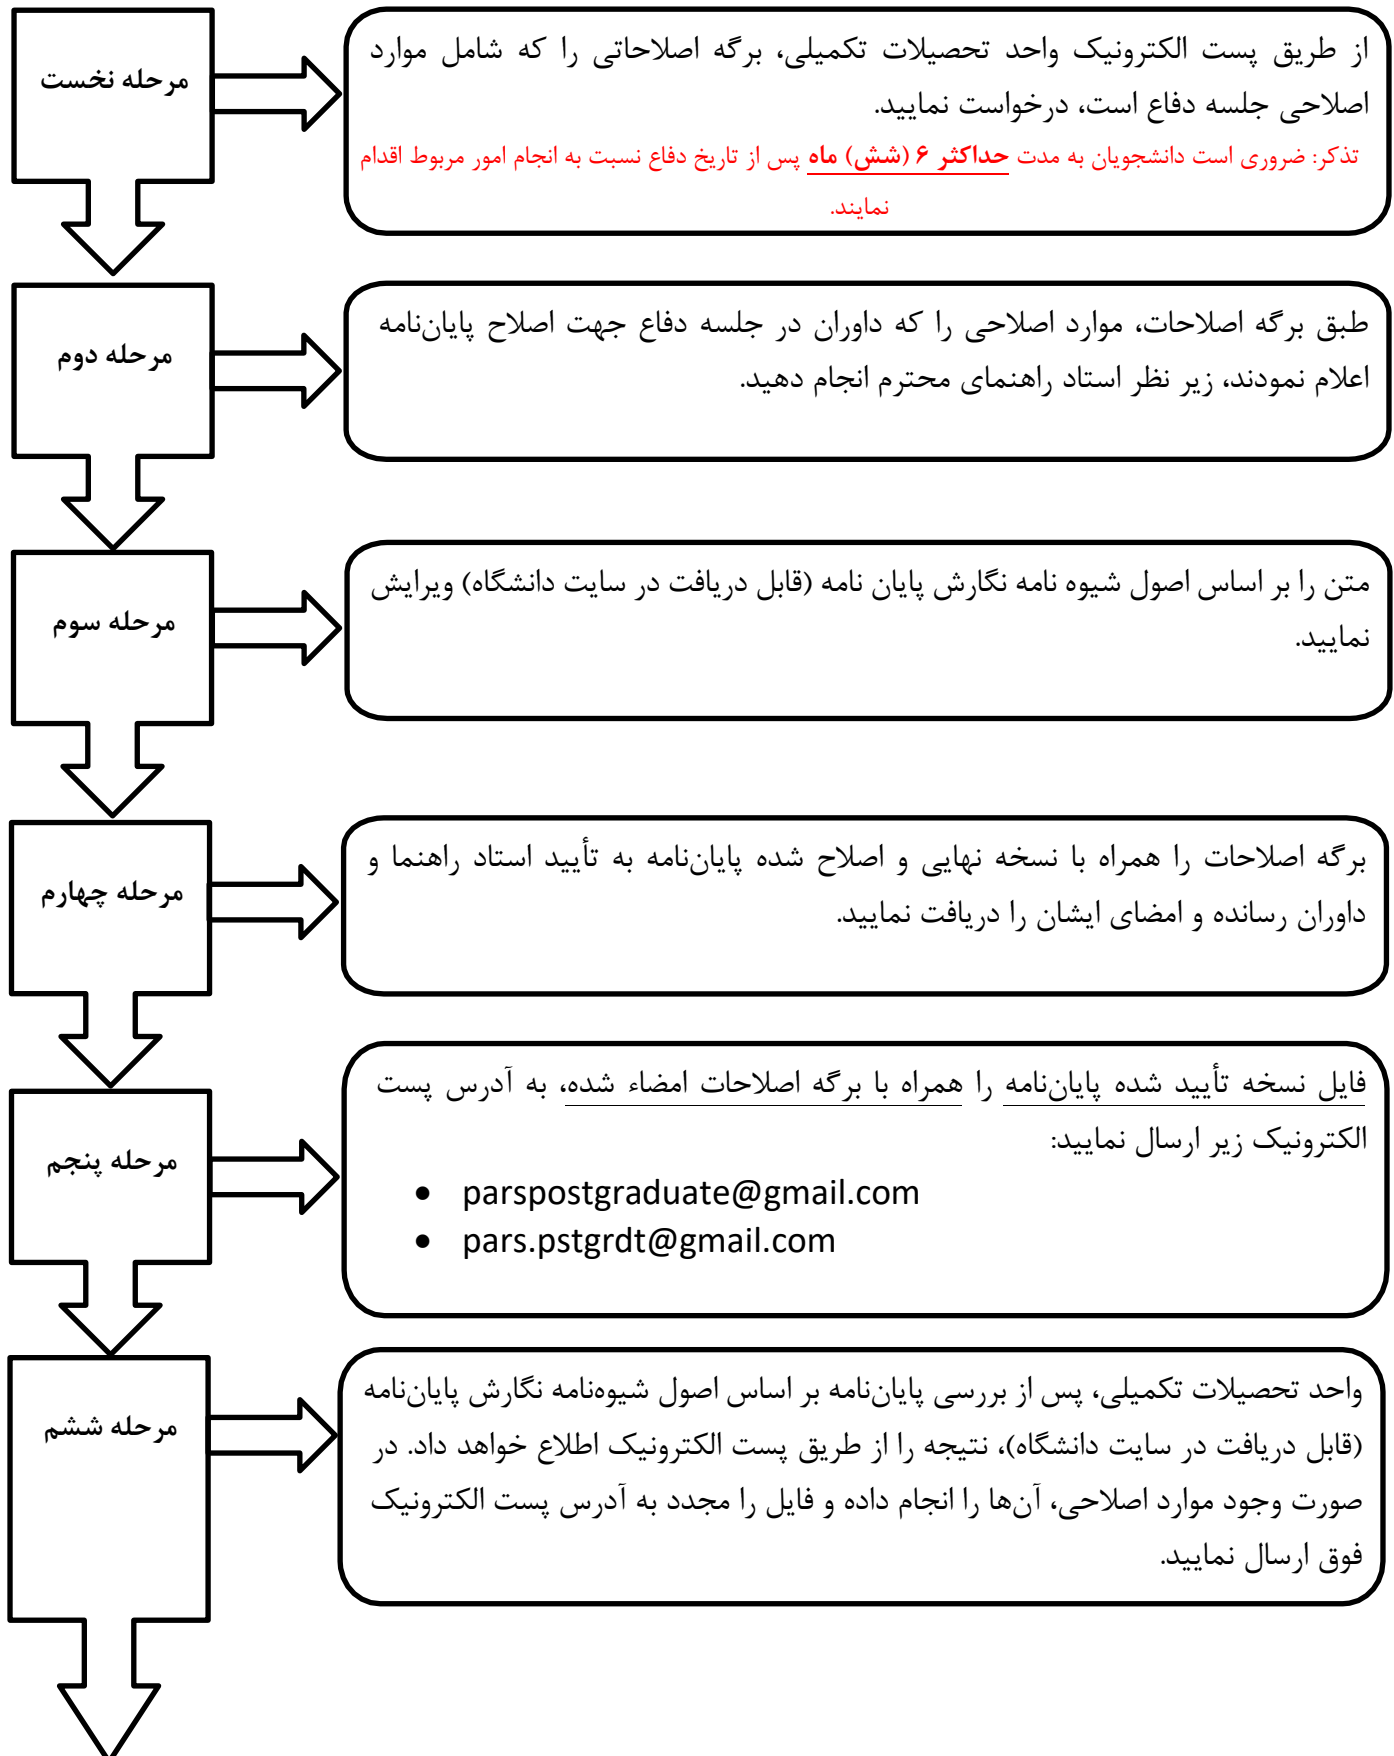 مرحله نخست
از طریق پست الکترونیک واحد تحصیلات تکمیلی، برگه اصلاحاتی را که شامل موارد
اصلاحی جلسه دفاع است، درخواست نمایید.
تذکر: ضروری است دانشجویان به مدت حداکثر ۶ (شش) ماه پس از تاریخ دفاع نسبت به انجام امور مربوط اقدام
نمایند.
مرحله دوم
طبق برگه اصلاحات، موارد اصلاحی را که داوران در جلسه دفاع جهت اصلاح پایان‌نامه
اعلام نمودند، زیر نظر استاد راهنمای محترم انجام دهید.
مرحله سوم
متن را بر اساس اصول شیوه نامه نگارش پایان نامه (قابل دریافت در سایت دانشگاه) ویرایش
نمایید.
مرحله چهارم
برگه اصلاحات را همراه با نسخه نهایی و اصلاح شده پایان‌نامه به تأیید استاد راهنما و
داوران رسانده و امضای ایشان را دریافت نمایید.
مرحله پنجم
فایل نسخه تأیید شده پایان‌نامه را همراه با برگه اصلاحات امضاء شده، به آدرس پست
الکترونیک زیر ارسال نمایید:
• parspostgraduate@gmail.com
• pars.pstgrdt@gmail.com
مرحله ششم
واحد تحصیلات تکمیلی، پس از بررسی پایان‌نامه بر اساس اصول شیوه‌نامه نگارش پایان‌نامه
(قابل دریافت در سایت دانشگاه)، نتیجه را از طریق پست الکترونیک اطلاع خواهد داد. در
صورت وجود موارد اصلاحی، آن‌ها را انجام داده و فایل را مجدد به آدرس پست الکترونیک
فوق ارسال نمایید.